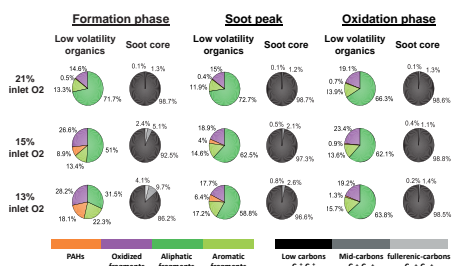 Formation phase Soot peak Oxidation phase
Low volatility organics Soot core Low volatility organics Soot core Low volatility organics Soot core
21% inlet O2
14.6% 0.5% 13.3% 71.7%
0.1% 1.3% 98.7%
15% 0.4% 11.9% 72.7%
0.1% 1.2% 98.7%
19.1% 0.7% 13.9% 66.3%
0.1% 1.3% 98.6%
15% inlet O2
26.6% 8.9% 13.4% 51%
2.4% 5.1% 92.5%
18.9% 4% 14.6% 62.5%
0.5% 2.1% 97.3%
23.4% 0.9% 13.6% 62.1%
0.4% 1.1% 98.8%
13% inlet O2
28.2% 18.1% 22.3% 31.5%
4.1% 9.7% 86.2%
17.7% 6.4% 17.2% 58.8%
0.8% 2.6% 96.6%
19.2% 1.3% 15.7% 63.8%
0.2% 1.4% 98.5%
PAHs Oxidized fragments Aliphatic fragments Aromatic fragments Low carbons Mid-carbons fullerenic-carbons